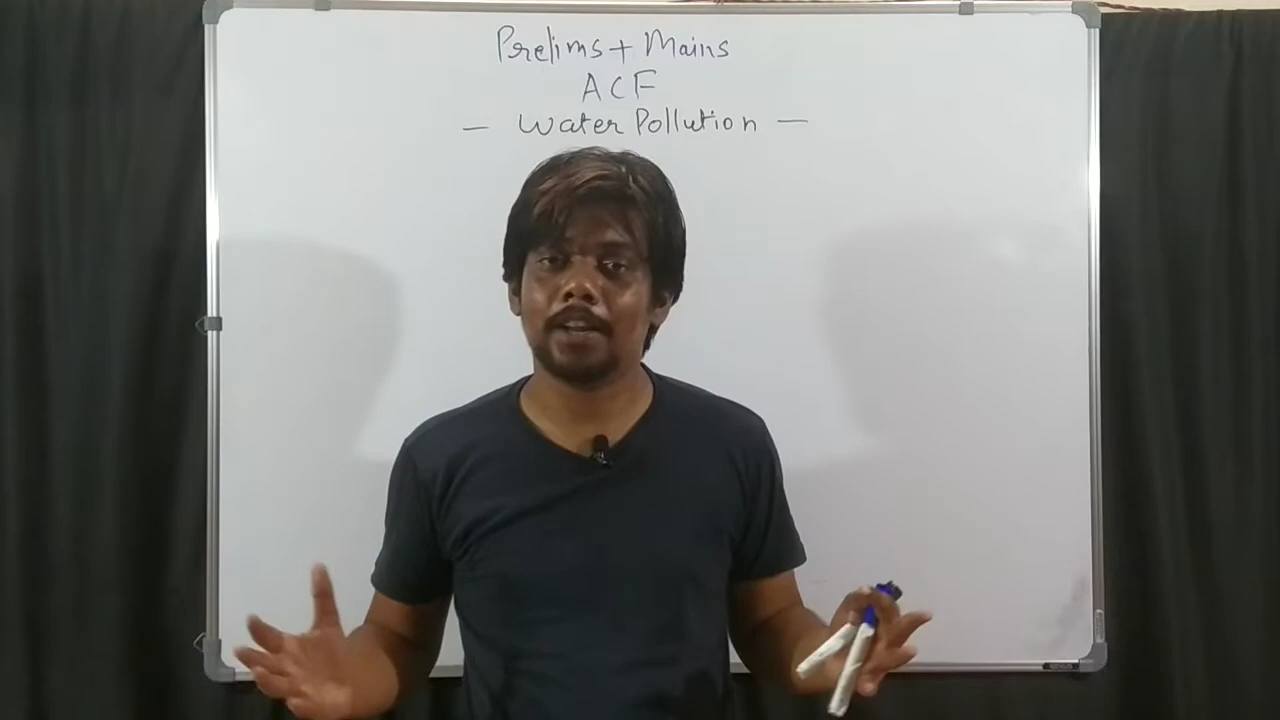 Prelims + Mains
ACF
— Water Pollution —